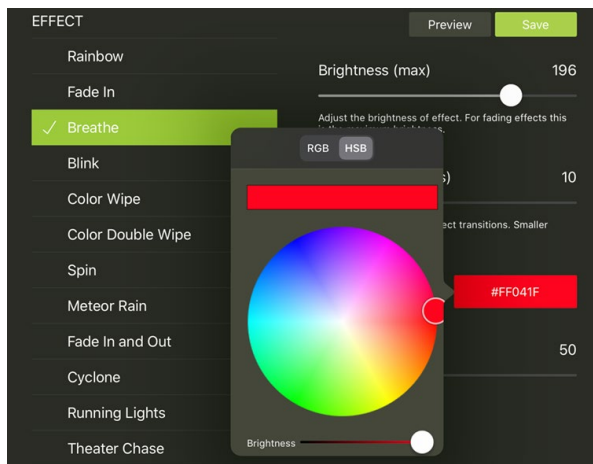 EFFECT
Preview
Save
Rainbow
Brightness (max)
196
Fade In
Adjust the brightness of effect. For fading effects this
✓ Breathe
RGB
HSB
Blink
10
Color Wipe
Color Double Wipe
ect transitions. Smaller
Spin
#FF041F
Meteor Rain
Fade In and Out
50
Cyclone
Running Lights
Brightness
Theater Chase